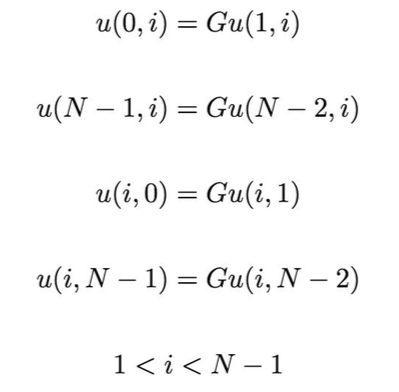 u(0, i) = Gu(1, i)
u(N − 1, i) = Gu(N − 2, i)
u(i, 0) = Gu(i, 1)
u(i, N − 1) = Gu(i, N − 2)
1 < i < N − 1